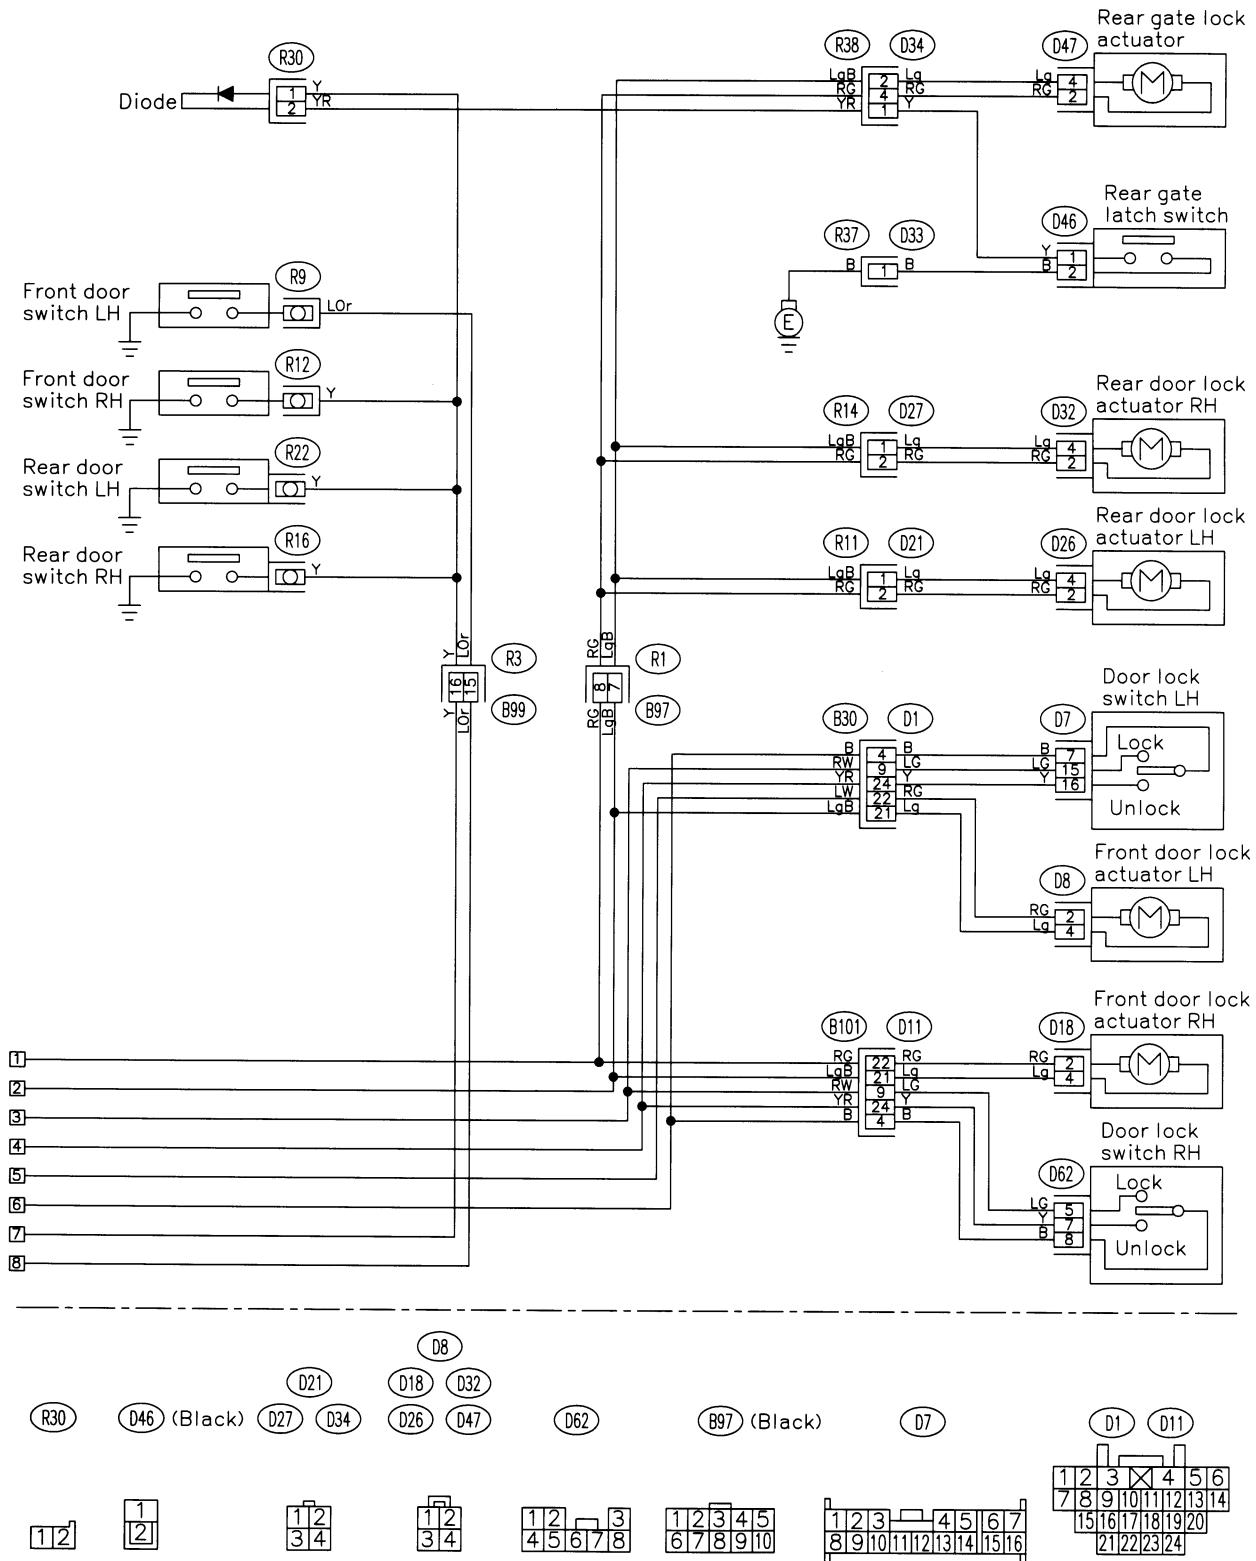 Rear gate lock
actuator
R38 D34 D47
R30
LgB 2 Lg Lg 4 M
RG 4 RG RG 2
YR 1 Y
Diode 1 Y
2 YR
Rear gate
latch switch
D46
R37 D33
Y 1
B 1 B B 2
E
Front door
switch LH
R9
LOr
Front door
switch RH
R12
Y
Rear door
switch LH
R22
Y
Rear door
switch RH
R16
Y
Rear door lock
actuator RH
R14 D27 D32
LgB 1 Lg Lg 4 M
RG 2 RG RG 2
Rear door lock
actuator LH
R11 D21 D26
LgB 1 Lg Lg 4 M
RG 2 RG RG 2
Y LOr RG LgB
R3 R1
16 15 8 7
B99 B97
Y LOr RG LgB
Door lock
switch LH
B30 D1 D7
B 4 B B 7
RW 9 LG LG 15
YR 24 Y Y 16
LW 22 RG
LgB 21 Lg
Lock
Unlock
Front door lock
actuator LH
D8
RG 2 M
Lg 4
Front door lock
actuator RH
B101 D11 D18
RG 22 RG RG 2 M
LgB 21 Lg Lg 4
RW 9 LG
YR 24 Y
B 4 B
Door lock
switch RH
D62
LG 5
Y 7
B 8
Lock
Unlock
1
2
3
4
5
6
7
8
D8
D21 D18 D32
R30 D46 (Black) D27 D34 D26 D47 D62 B97 (Black) D7 D1 D11
1 2
1
2
1 2
3 4
1 2
3 4
1 2 3
4 5 6 7 8
1 2 3 4 5
6 7 8 9 10
1 2 3 4 5 6 7
8 9 10 11 12 13 14 15 16
1 2 3 4 5 6
7 8 9 10 11 12 13 14
15 16 17 18 19 20
21 22 23 24